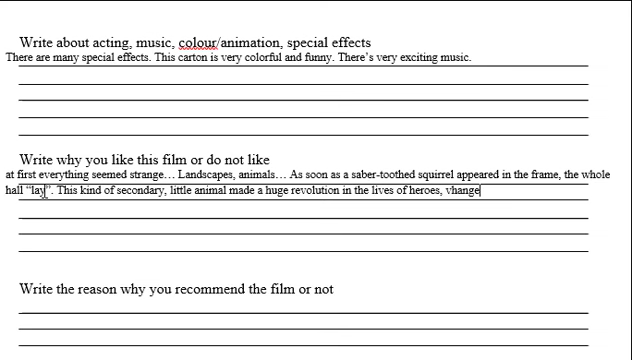 Write about acting, music, colour/animation, special effects
There are many special effects. This carton is very colorful and funny. There's very exciting music.
Write why you like this film or do not like
at first everything seemed strange… Landscapes, animals… As soon as a saber-toothed squirrel appeared in the frame, the whole
hall "lay". This kind of secondary, little animal made a huge revolution in the lives of heroes, vhange
Write the reason why you recommend the film or not